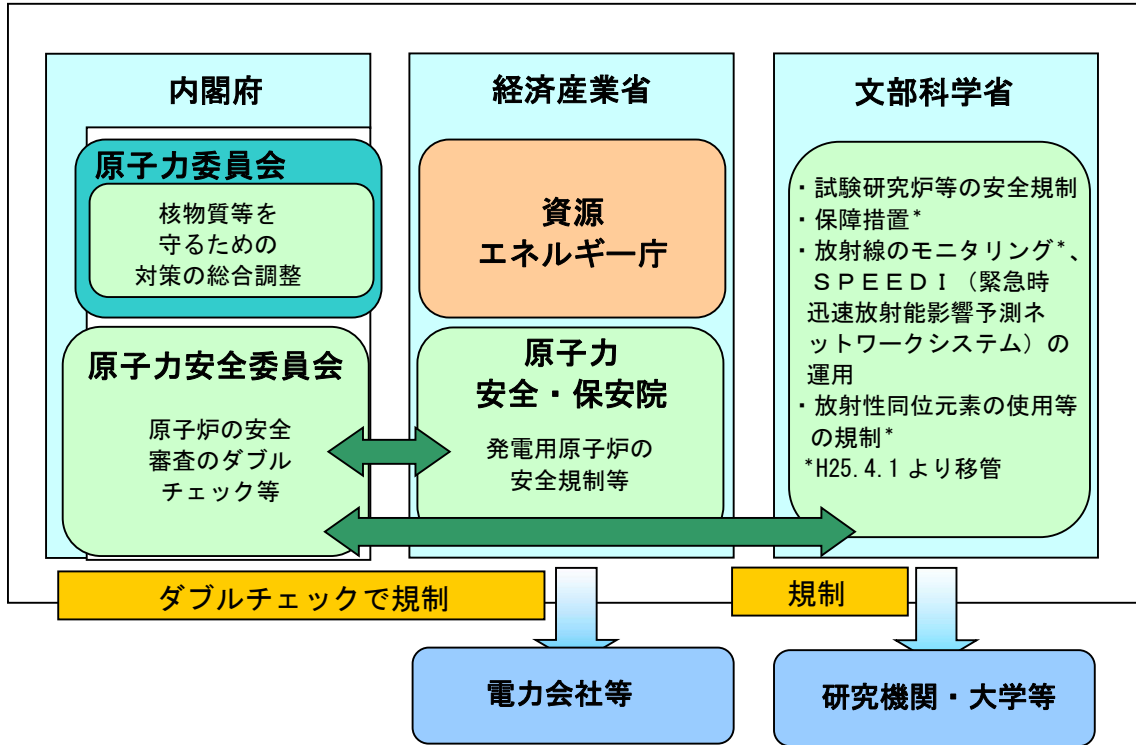 内閣府
原子力委員会
核物質等を
守るための
対策の総合調整
原子力安全委員会
原子炉の安全
審査のダブル
チェック等
経済産業省
資源
エネルギー庁
原子力
安全・保安院
発電用原子炉の
安全規制等
文部科学省
・試験研究炉等の安全規制
・保障措置*
・放射線のモニタリング*、
ＳＰＥＥＤＩ（緊急時
迅速放射能影響予測ネ
ットワークシステム）の
運用
・放射性同位元素の使用等
の規制*
*H25.4.1より移管
ダブルチェックで規制
規制
電力会社等
研究機関・大学等